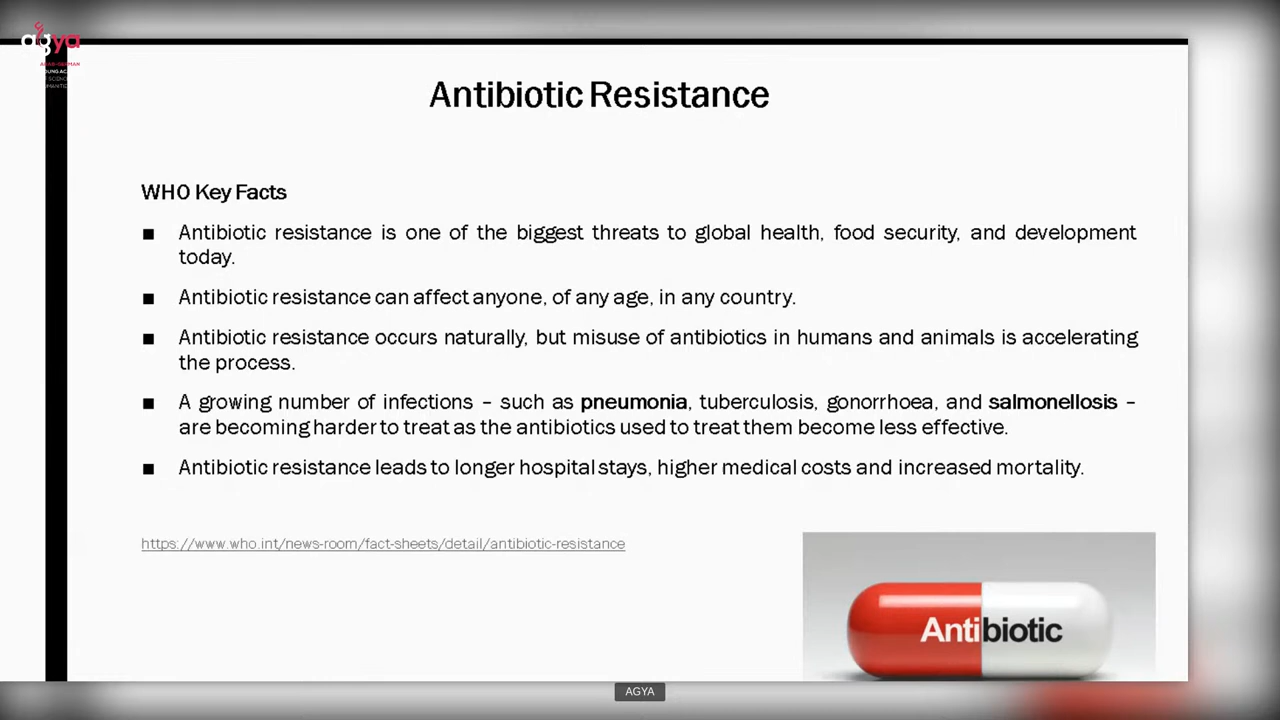 agya
ARAB-GERMAN
Antibiotic Resistance
WHO Key Facts
■ Antibiotic resistance is one of the biggest threats to global health, food security, and development
today.
■ Antibiotic resistance can affect anyone, of any age, in any country.
■ Antibiotic resistance occurs naturally, but misuse of antibiotics in humans and animals is accelerating
the process.
■ A growing number of infections – such as pneumonia, tuberculosis, gonorrhoea, and salmonellosis –
are becoming harder to treat as the antibiotics used to treat them become less effective.
■ Antibiotic resistance leads to longer hospital stays, higher medical costs and increased mortality.
https://www.who.int/news-room/fact-sheets/detail/antibiotic-resistance
Antibiotic
AGYA